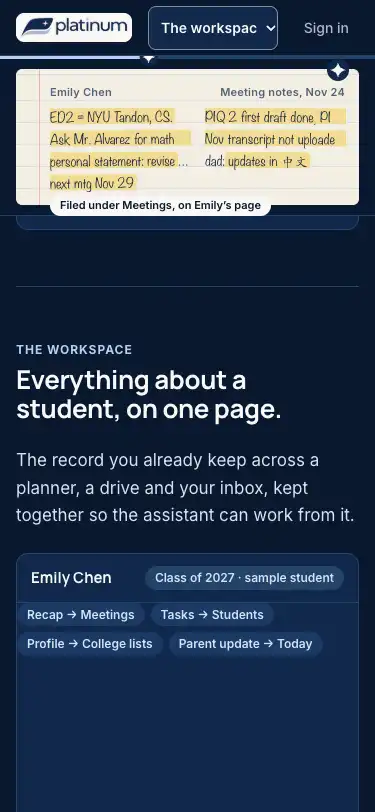 platinum
The workspac
Sign in
Emily Chen
Meeting notes, Nov 24
ED2 = NYU Tandon, CS.
Ask Mr. Alvarez for math
personal statement: revise ...
next mtg Nov 29
PIQ 2 first draft done, PI
Nov transcript not uploade
dad: updates in 中文
Filed under Meetings, on Emily's page
THE WORKSPACE
Everything about a
student, on one page.
The record you already keep across a
planner, a drive and your inbox, kept
together so the assistant can work from it.
Emily Chen
Class of 2027 · sample student
Recap → Meetings
Tasks → Students
Profile → College lists
Parent update → Today